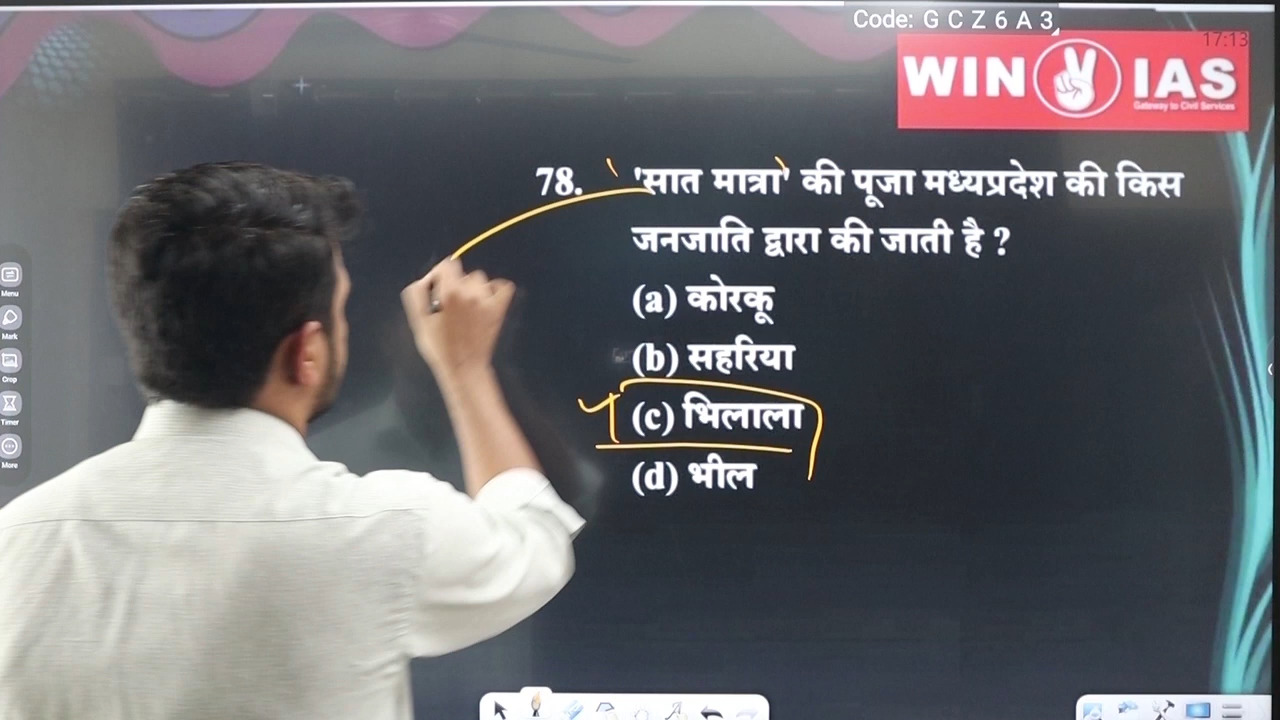 Code: G C Z 6 A 3
17:13
WIN IAS
Gateway to Civil Services
78. 'सात मात्रा' की पूजा मध्यप्रदेश की किस
जनजाति द्वारा की जाती है ?
(a) कोरकू
(b) सहरिया
(c) भिलाला
(d) भील
Menu
Mark
Crop
Timer
More